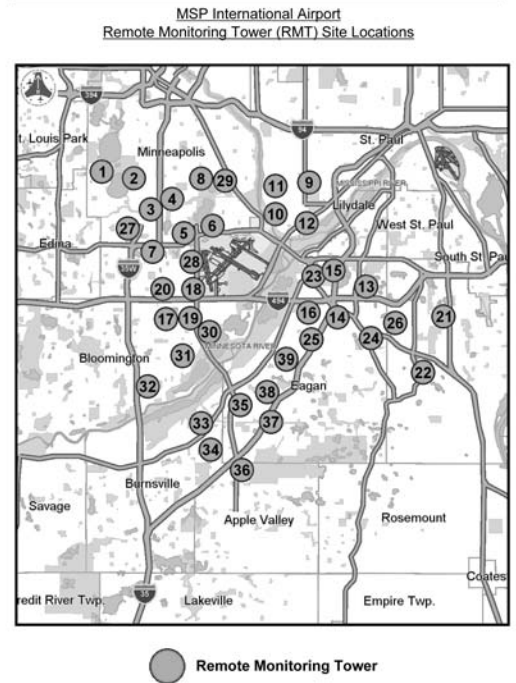 MSP International Airport
Remote Monitoring Tower (RMT) Site Locations
394
94
t. Louis Park
St. Paul
Minneapolis
1
2
8
29
11
9
MISSISSIPPI RIVER
4
3
Lilydale
10
12
West St. Paul
27
5
6
Edina
7
28
South St. Pau
35W
23
15
20
18
494
13
17
19
16
14
26
21
30
MINNESOTA RIVER
25
24
Bloomington
31
39
22
32
38
Eagan
35
33
37
34
36
Burnsville
Savage
Apple Valley
Rosemount
Coates
35
redit River Twp.
Lakeville
Empire Twp.
Remote Monitoring Tower